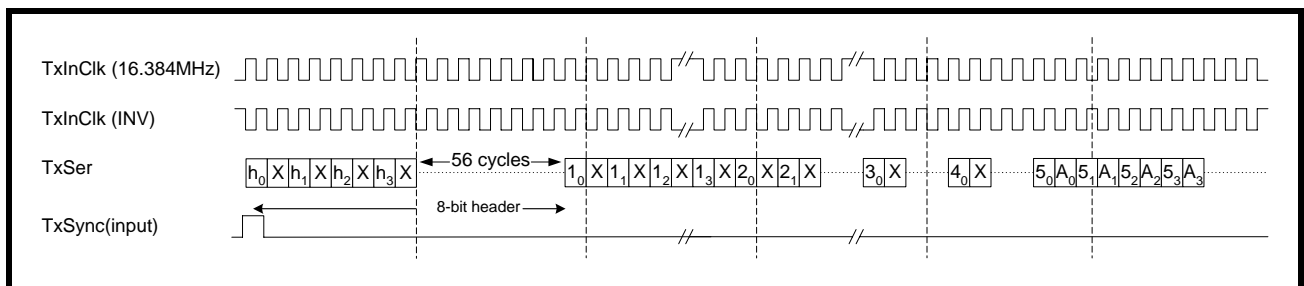 TxInClk (16.384MHz)
TxInClk (INV)
TxSer
h₀ X h₁ X h₂ X h₃ X
56 cycles
1₀ X 1₁ X 1₂ X 1₃ X 2₀ X 2₁ X
3₀ X
4₀ X
5₀ A₀ 5₁ A₁ 5₂ A₂ 5₃ A₃
8-bit header
TxSync(input)